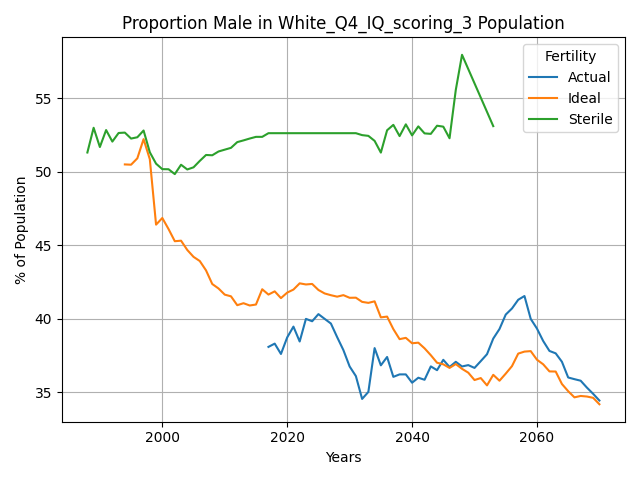 Proportion Male in White_Q4_IQ_scoring_3 Population
Fertility
Actual
Ideal
Sterile
% of Population
55
50
45
40
35
2000
2020
2040
2060
Years